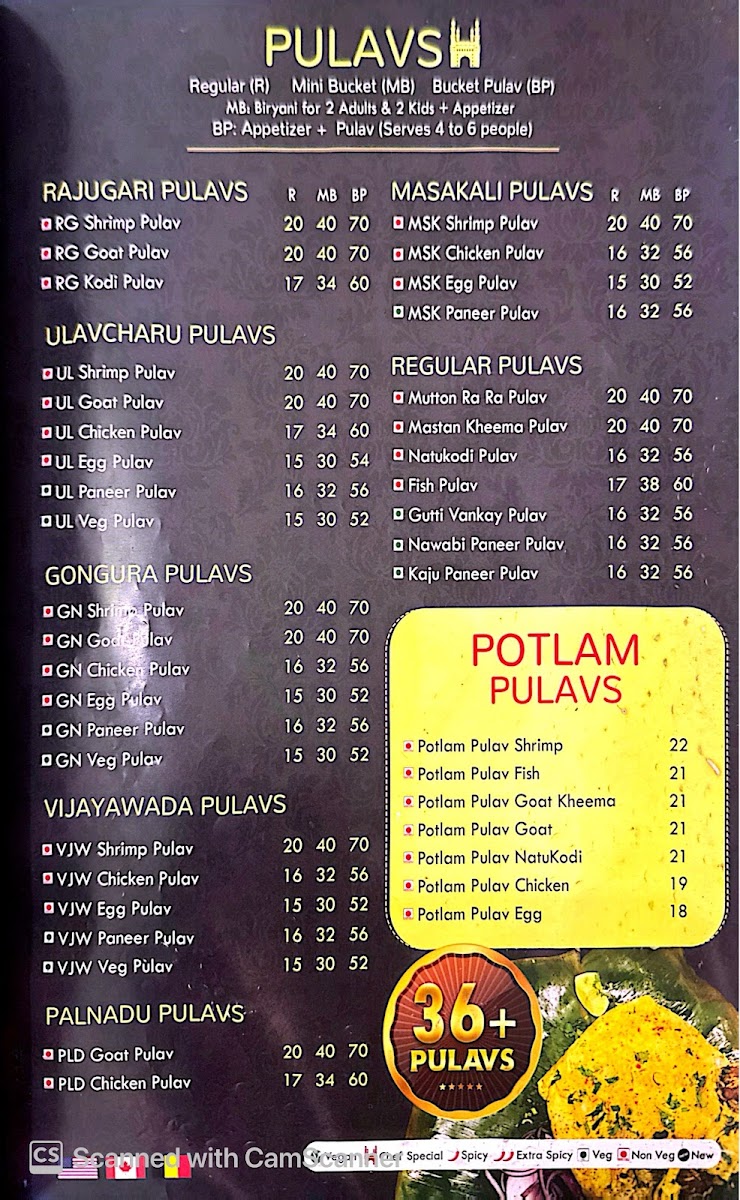 PULAVS
Regular (R) Mini Bucket (MB) Bucket Pulav (BP)
MB: Biryani for 2 Adults & 2 Kids + Appetizer
BP: Appetizer + Pulav (Serves 4 to 6 people)
RAJUGARI PULAVS R MB BP
RG Shrimp Pulav 20 40 70
RG Goat Pulav 20 40 70
RG Kodi Pulav 17 34 60
ULAVCHARU PULAVS
UL Shrimp Pulav 20 40 70
UL Goat Pulav 20 40 70
UL Chicken Pulav 17 34 60
UL Egg Pulav 15 30 54
UL Paneer Pulav 16 32 56
UL Veg Pulav 15 30 52
GONGURA PULAVS
GN Shrimp Pulav 20 40 70
GN Goat Pulav 20 40 70
GN Chicken Pulav 16 32 56
GN Egg Pulav 15 30 52
GN Paneer Pulav 16 32 56
GN Veg Pulav 15 30 52
VIJAYAWADA PULAVS
VJW Shrimp Pulav 20 40 70
VJW Chicken Pulav 16 32 56
VJW Egg Pulav 15 30 52
VJW Paneer Pulav 16 32 56
VJW Veg Pulav 15 30 52
PALNADU PULAVS
PLD Goat Pulav 20 40 70
PLD Chicken Pulav 17 34 60
MASAKALI PULAVS R MB BP
MSK Shrimp Pulav 20 40 70
MSK Chicken Pulav 16 32 56
MSK Egg Pulav 15 30 52
MSK Paneer Pulav 16 32 56
REGULAR PULAVS
Mutton Ra Ra Pulav 20 40 70
Mastan Kheema Pulav 20 40 70
Natukodi Pulav 16 32 56
Fish Pulav 17 38 60
Gutti Vankay Pulav 16 32 56
Nawabi Paneer Pulav 16 32 56
Kaju Paneer Pulav 16 32 56
POTLAM
PULAVS
Potlam Pulav Shrimp 22
Potlam Pulav Fish 21
Potlam Pulav Goat Kheema 21
Potlam Pulav Goat 21
Potlam Pulav NatuKodi 21
Potlam Pulav Chicken 19
Potlam Pulav Egg 18
36+
PULAVS
Vegan Chef Special Spicy Extra Spicy Veg Non Veg New
CS Scanned with CamScanner